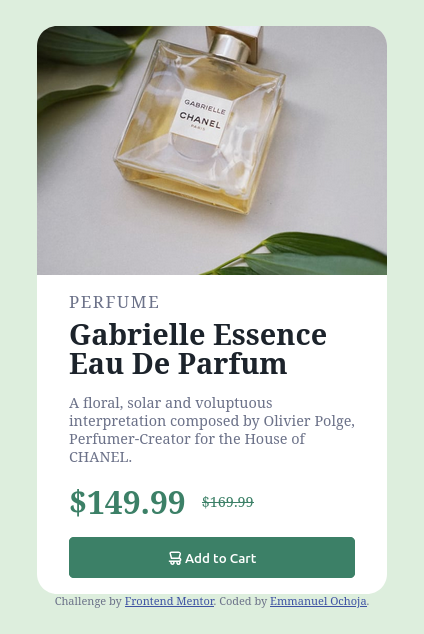 GABRIELLE
CHANEL
PARIS
PERFUME
Gabrielle Essence
Eau De Parfum
A floral, solar and voluptuous
interpretation composed by Olivier Polge,
Perfumer-Creator for the House of
CHANEL.
$149.99 $169.99
Add to Cart
Challenge by Frontend Mentor. Coded by Emmanuel Ochoja.